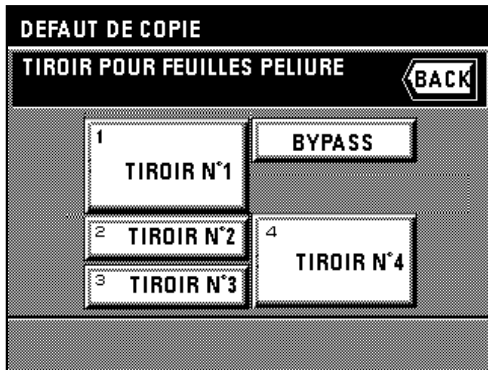 DEFAUT DE COPIE
TIROIR POUR FEUILLES PELIURE
BACK
1
TIROIR N°1
BYPASS
2 TIROIR N°2
4
TIROIR N°4
3 TIROIR N°3